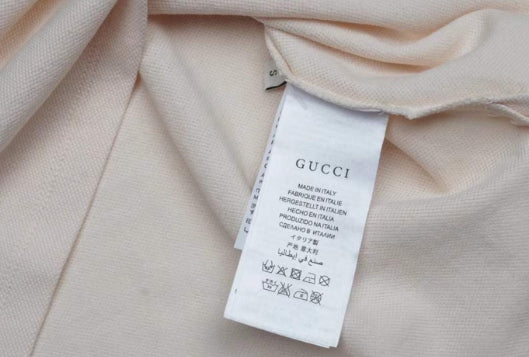 S
GUCCI
MADE IN ITALY
FABRIQUÉ EN ITALIE
HERGESTELLT IN ITALIEN
HECHO EN ITALIA
PRODUZIDO NA ITALIA
СДЕЛАНО В ИТАЛИИ
イタリア製
产地 意大利
صنع في إيطاليا